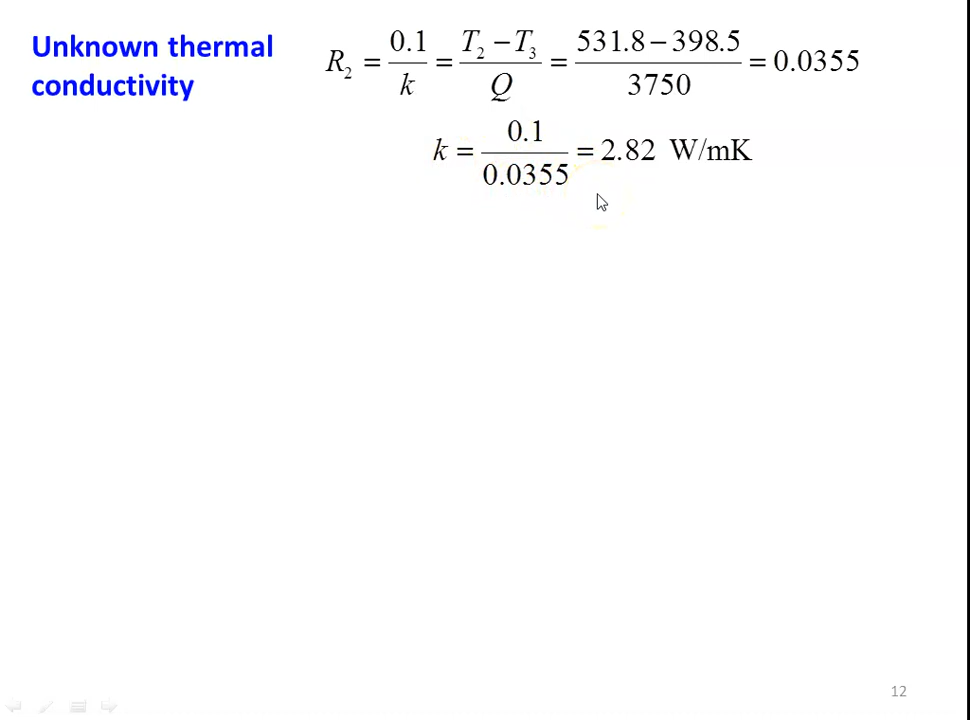 Unknown thermal
conductivity
R₂ = 0.1/k = (T₂ − T₃)/Q = (531.8 − 398.5)/3750 = 0.0355
k = 0.1/0.0355 = 2.82 W/mK
12